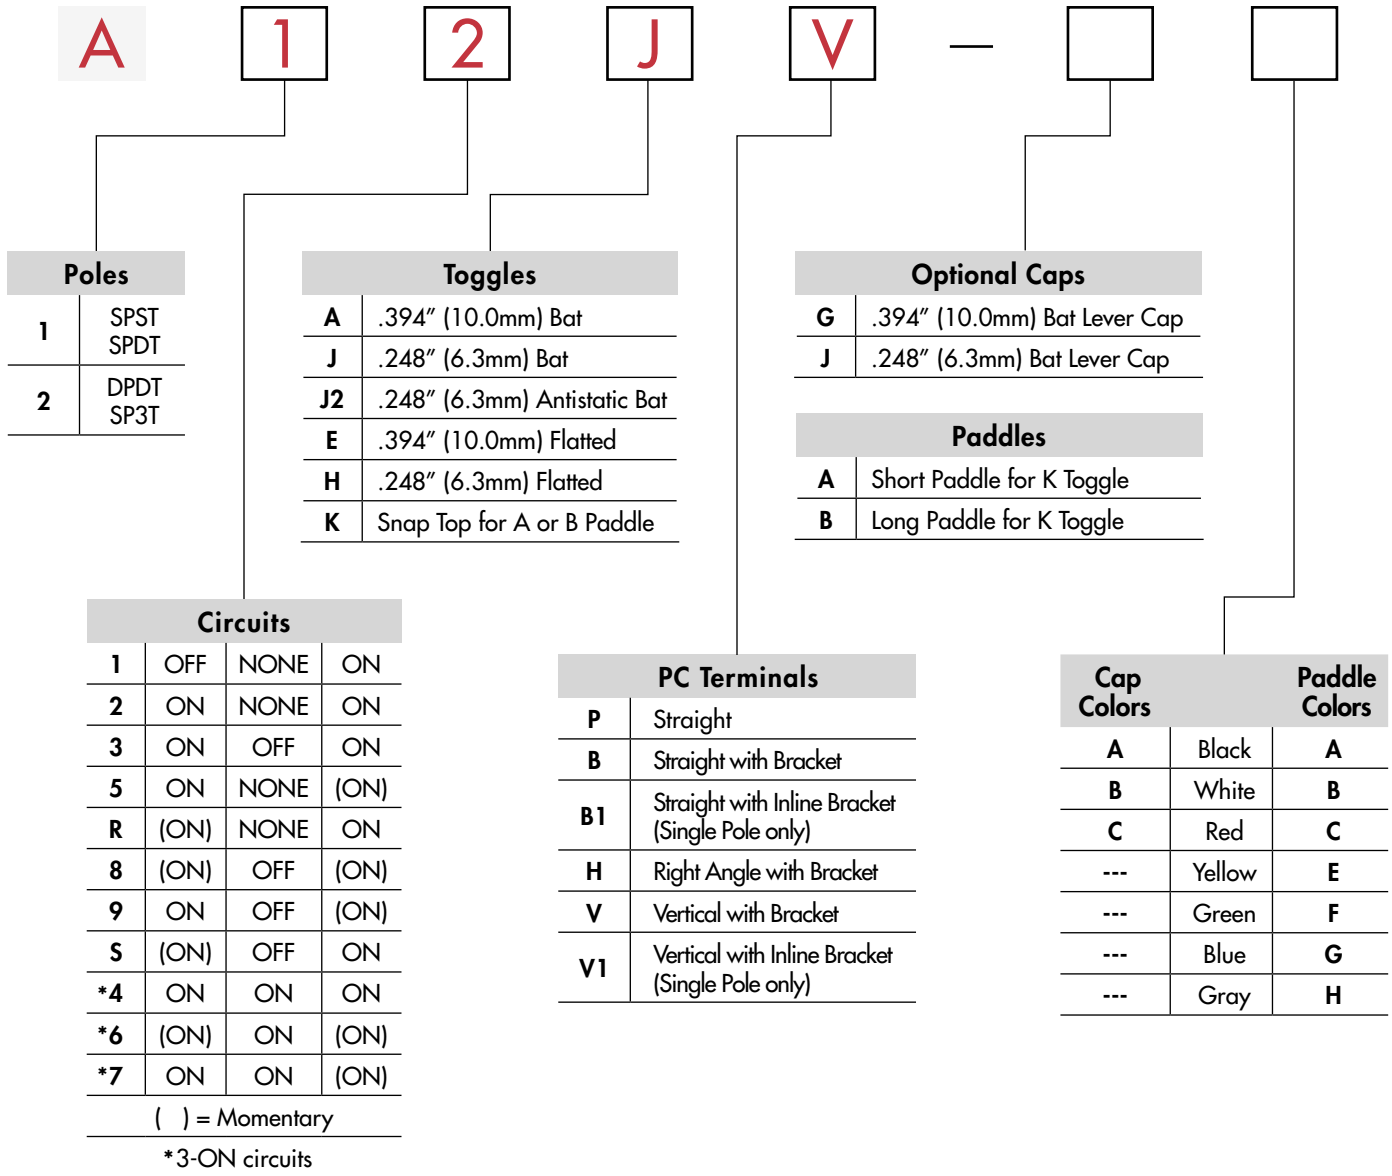 A 1 2 J V —
Poles
1 SPST SPDT
2 DPDT SP3T
Toggles
A .394″ (10.0mm) Bat
J .248″ (6.3mm) Bat
J2 .248″ (6.3mm) Antistatic Bat
E .394″ (10.0mm) Flatted
H .248″ (6.3mm) Flatted
K Snap Top for A or B Paddle
Optional Caps
G .394″ (10.0mm) Bat Lever Cap
J .248″ (6.3mm) Bat Lever Cap
Paddles
A Short Paddle for K Toggle
B Long Paddle for K Toggle
Circuits
1 OFF NONE ON
2 ON NONE ON
3 ON OFF ON
5 ON NONE (ON)
R (ON) NONE ON
8 (ON) OFF (ON)
9 ON OFF (ON)
S (ON) OFF ON
*4 ON ON ON
*6 (ON) ON (ON)
*7 ON ON (ON)
( ) = Momentary
*3-ON circuits
PC Terminals
P Straight
B Straight with Bracket
B1 Straight with Inline Bracket
(Single Pole only)
H Right Angle with Bracket
V Vertical with Bracket
V1 Vertical with Inline Bracket
(Single Pole only)
Cap Colors Paddle Colors
A Black A
B White B
C Red C
--- Yellow E
--- Green F
--- Blue G
--- Gray H